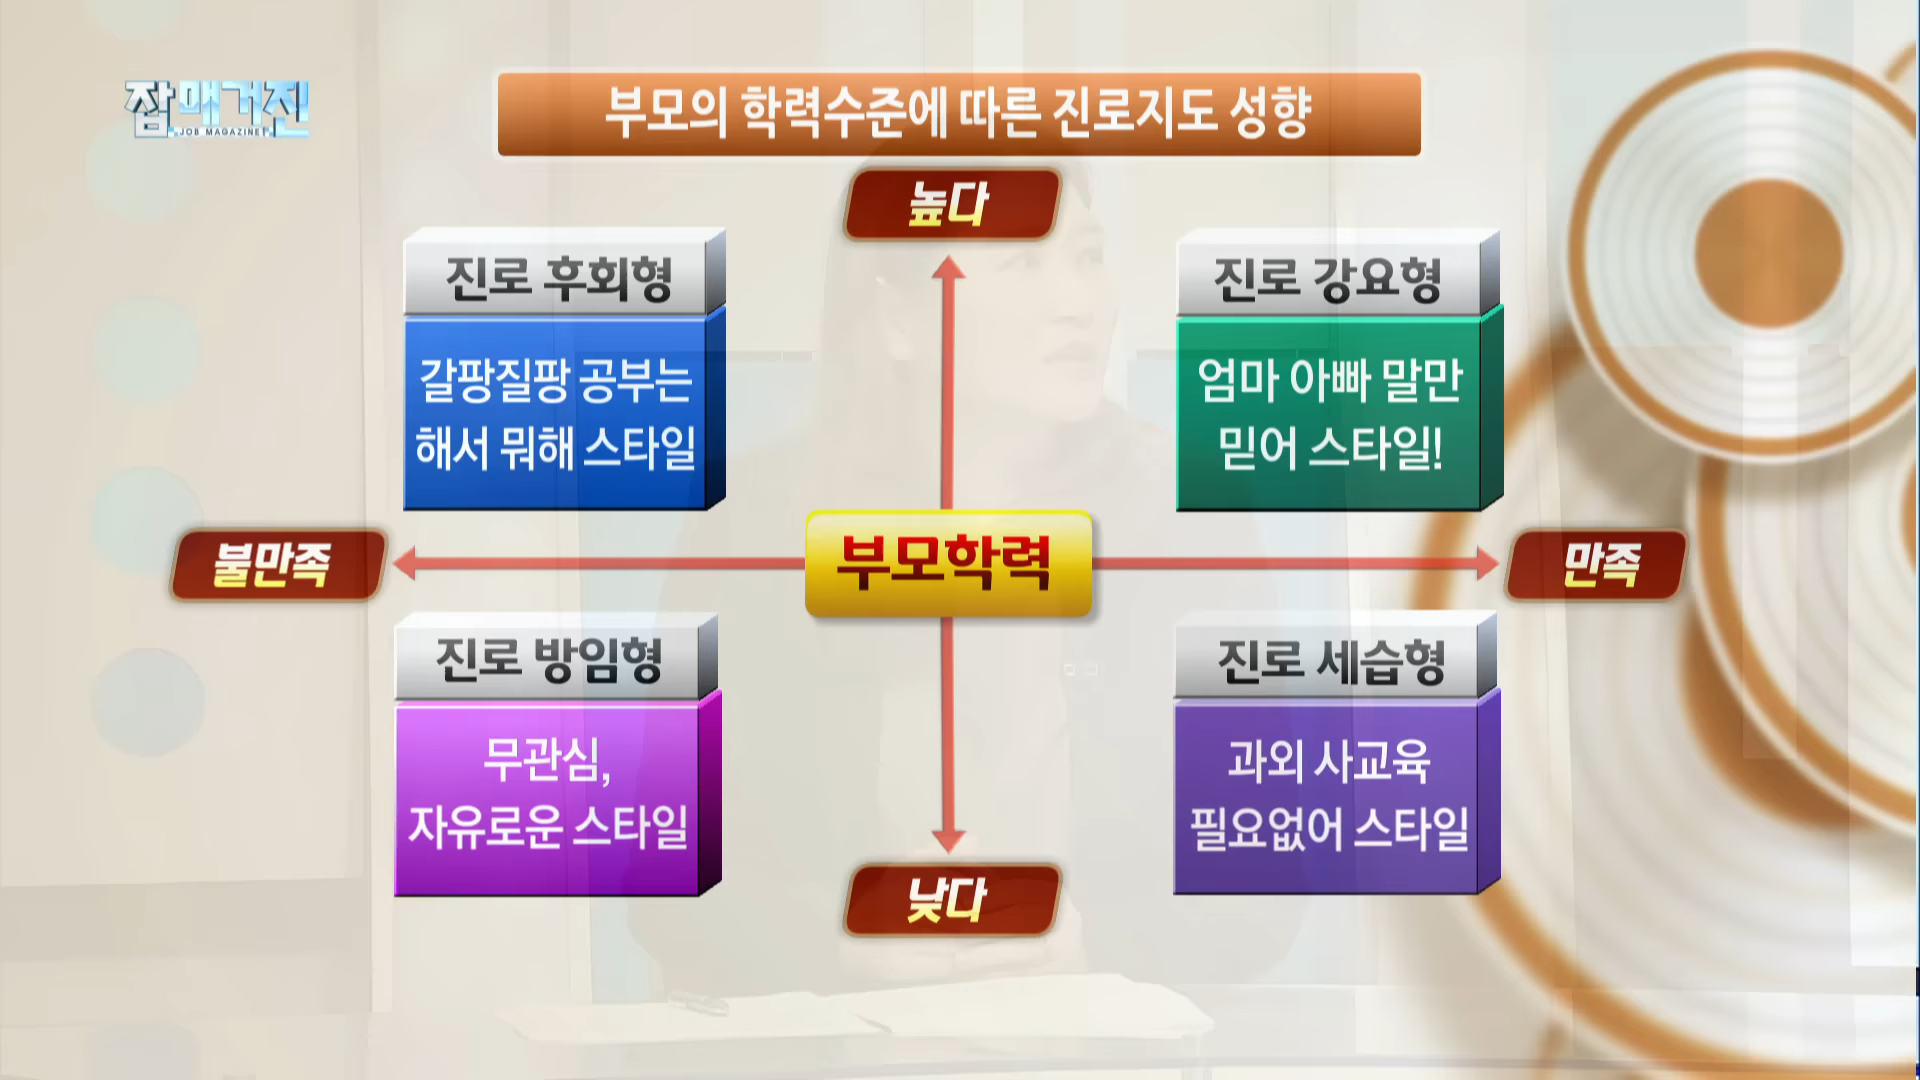 잡매거진
JOB MAGAZINE!
부모의 학력수준에 따른 진로지도 성향
높다
진로 후회형
갈팡질팡 공부는
해서 뭐해 스타일
진로 강요형
엄마 아빠 말만
믿어 스타일!
불만족
부모학력
만족
진로 방임형
무관심,
자유로운 스타일
진로 세습형
과외 사교육
필요없어 스타일
낮다